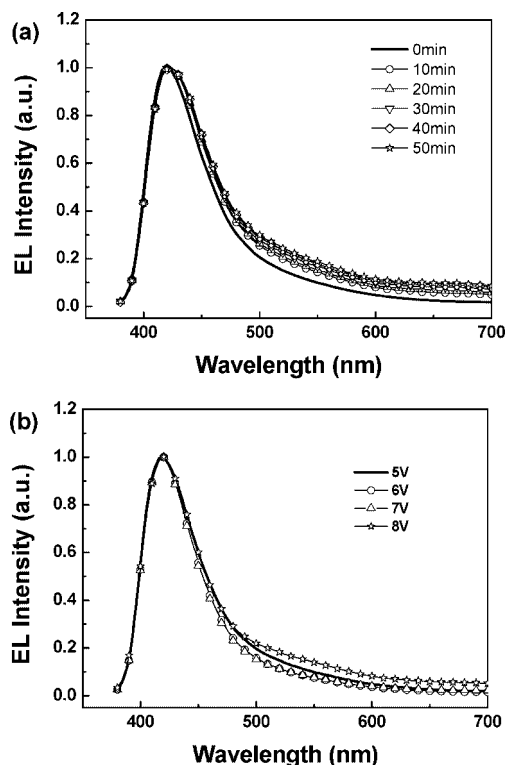 (a)
1.2
1.0
0.8
0.6
0.4
0.2
0.0
EL Intensity (a.u.)
0min
10min
20min
30min
40min
50min
400 500 600 700
Wavelength (nm)
(b)
1.2
1.0
0.8
0.6
0.4
0.2
0.0
EL Intensity (a.u.)
5V
6V
7V
8V
400 500 600 700
Wavelength (nm)